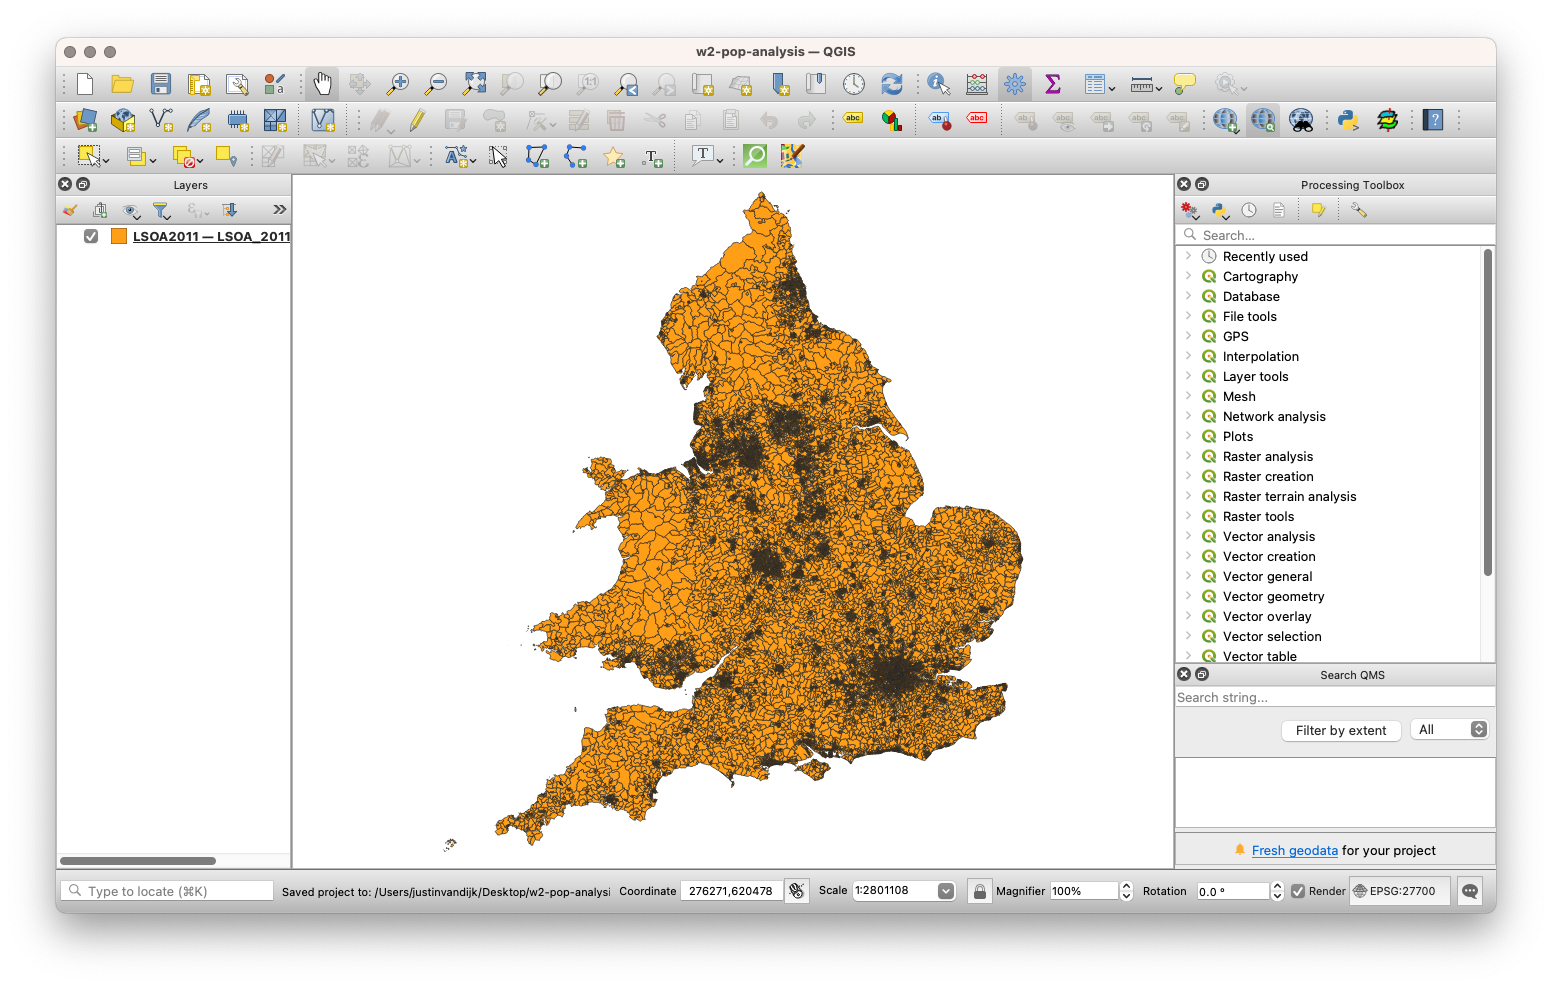 w2-pop-analysis — QGIS
abc
abc
abc
T
T
Layers
LSOA2011 — LSOA_2011
Processing Toolbox
Search...
Recently used
Cartography
Database
File tools
GPS
Interpolation
Layer tools
Mesh
Network analysis
Plots
Raster analysis
Raster creation
Raster terrain analysis
Raster tools
Vector analysis
Vector creation
Vector general
Vector geometry
Vector overlay
Vector selection
Vector table
Search QMS
Search string...
Filter by extent
All
Fresh geodata for your project
Type to locate (⌘K)
Saved project to: /Users/justinvandijk/Desktop/w2-pop-analysi
Coordinate 276271,620478
Scale 1:2801108
Magnifier 100%
Rotation 0.0 °
Render
EPSG:27700